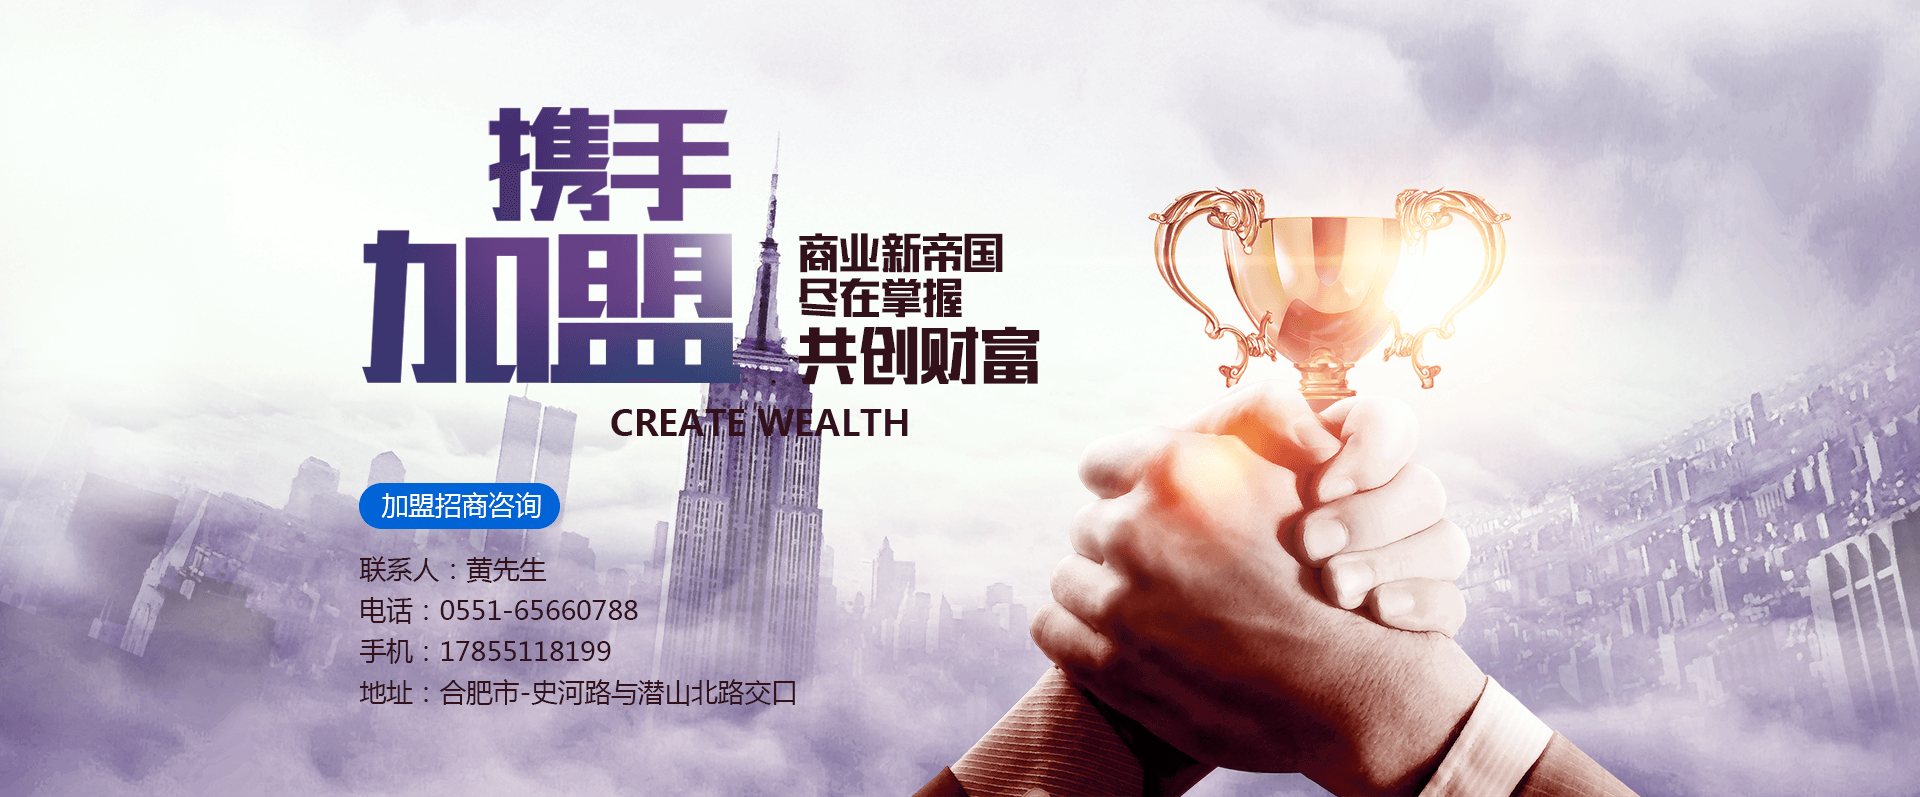 携手
加盟
商业新帝国
尽在掌握
共创财富
CREATE WEALTH
加盟招商咨询
联系人：黄先生
电话：0551-65660788
手机：17855118199
地址：合肥市-史河路与潜山北路交口